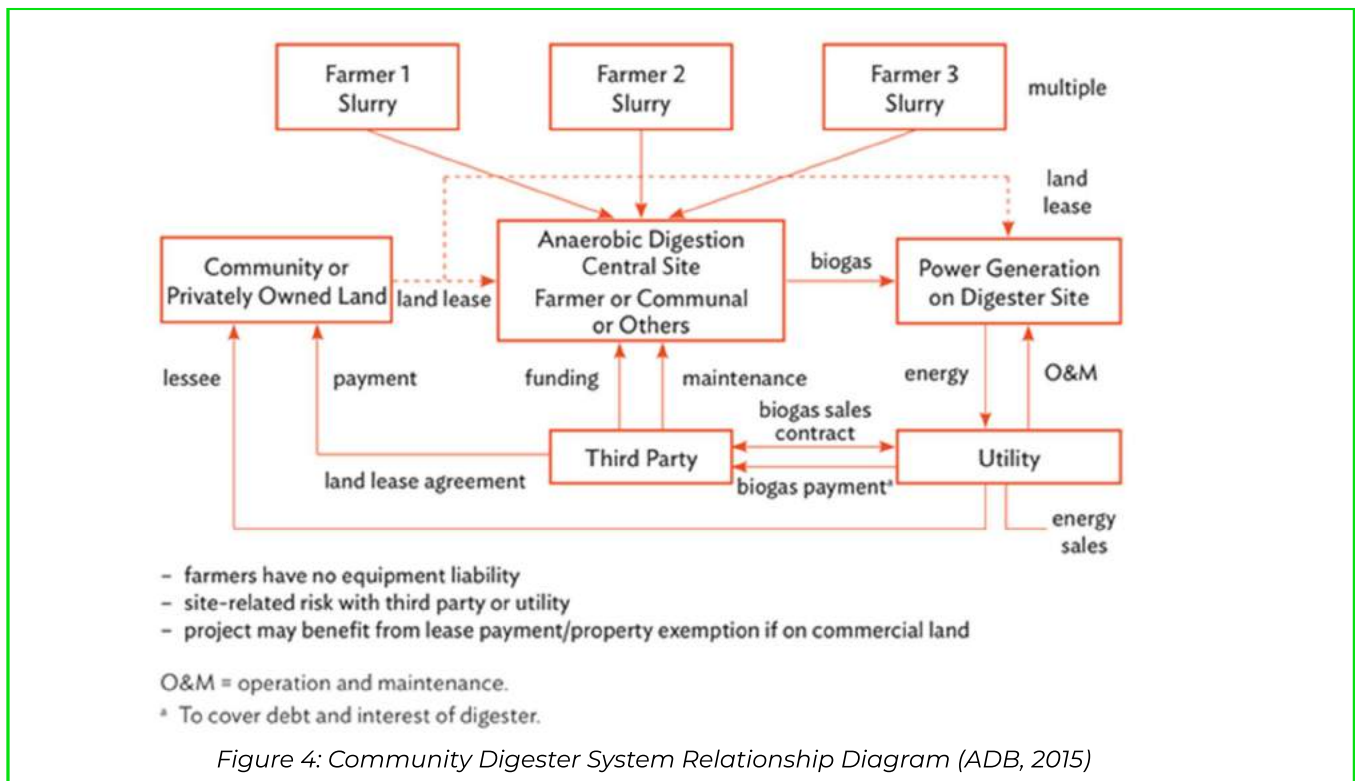 Farmer 1
Slurry
Farmer 2
Slurry
Farmer 3
Slurry
multiple
land
lease
Community or
Privately Owned Land
land lease
Anaerobic Digestion
Central Site
Farmer or Communal
or Others
biogas
Power Generation
on Digester Site
lessee
payment
funding
maintenance
energy
O&M
biogas sales
contract
Third Party
Utility
land lease agreement
biogas paymentᵃ
energy
sales
– farmers have no equipment liability
– site-related risk with third party or utility
– project may benefit from lease payment/property exemption if on commercial land
O&M = operation and maintenance.
ᵃ To cover debt and interest of digester.
Figure 4: Community Digester System Relationship Diagram (ADB, 2015)